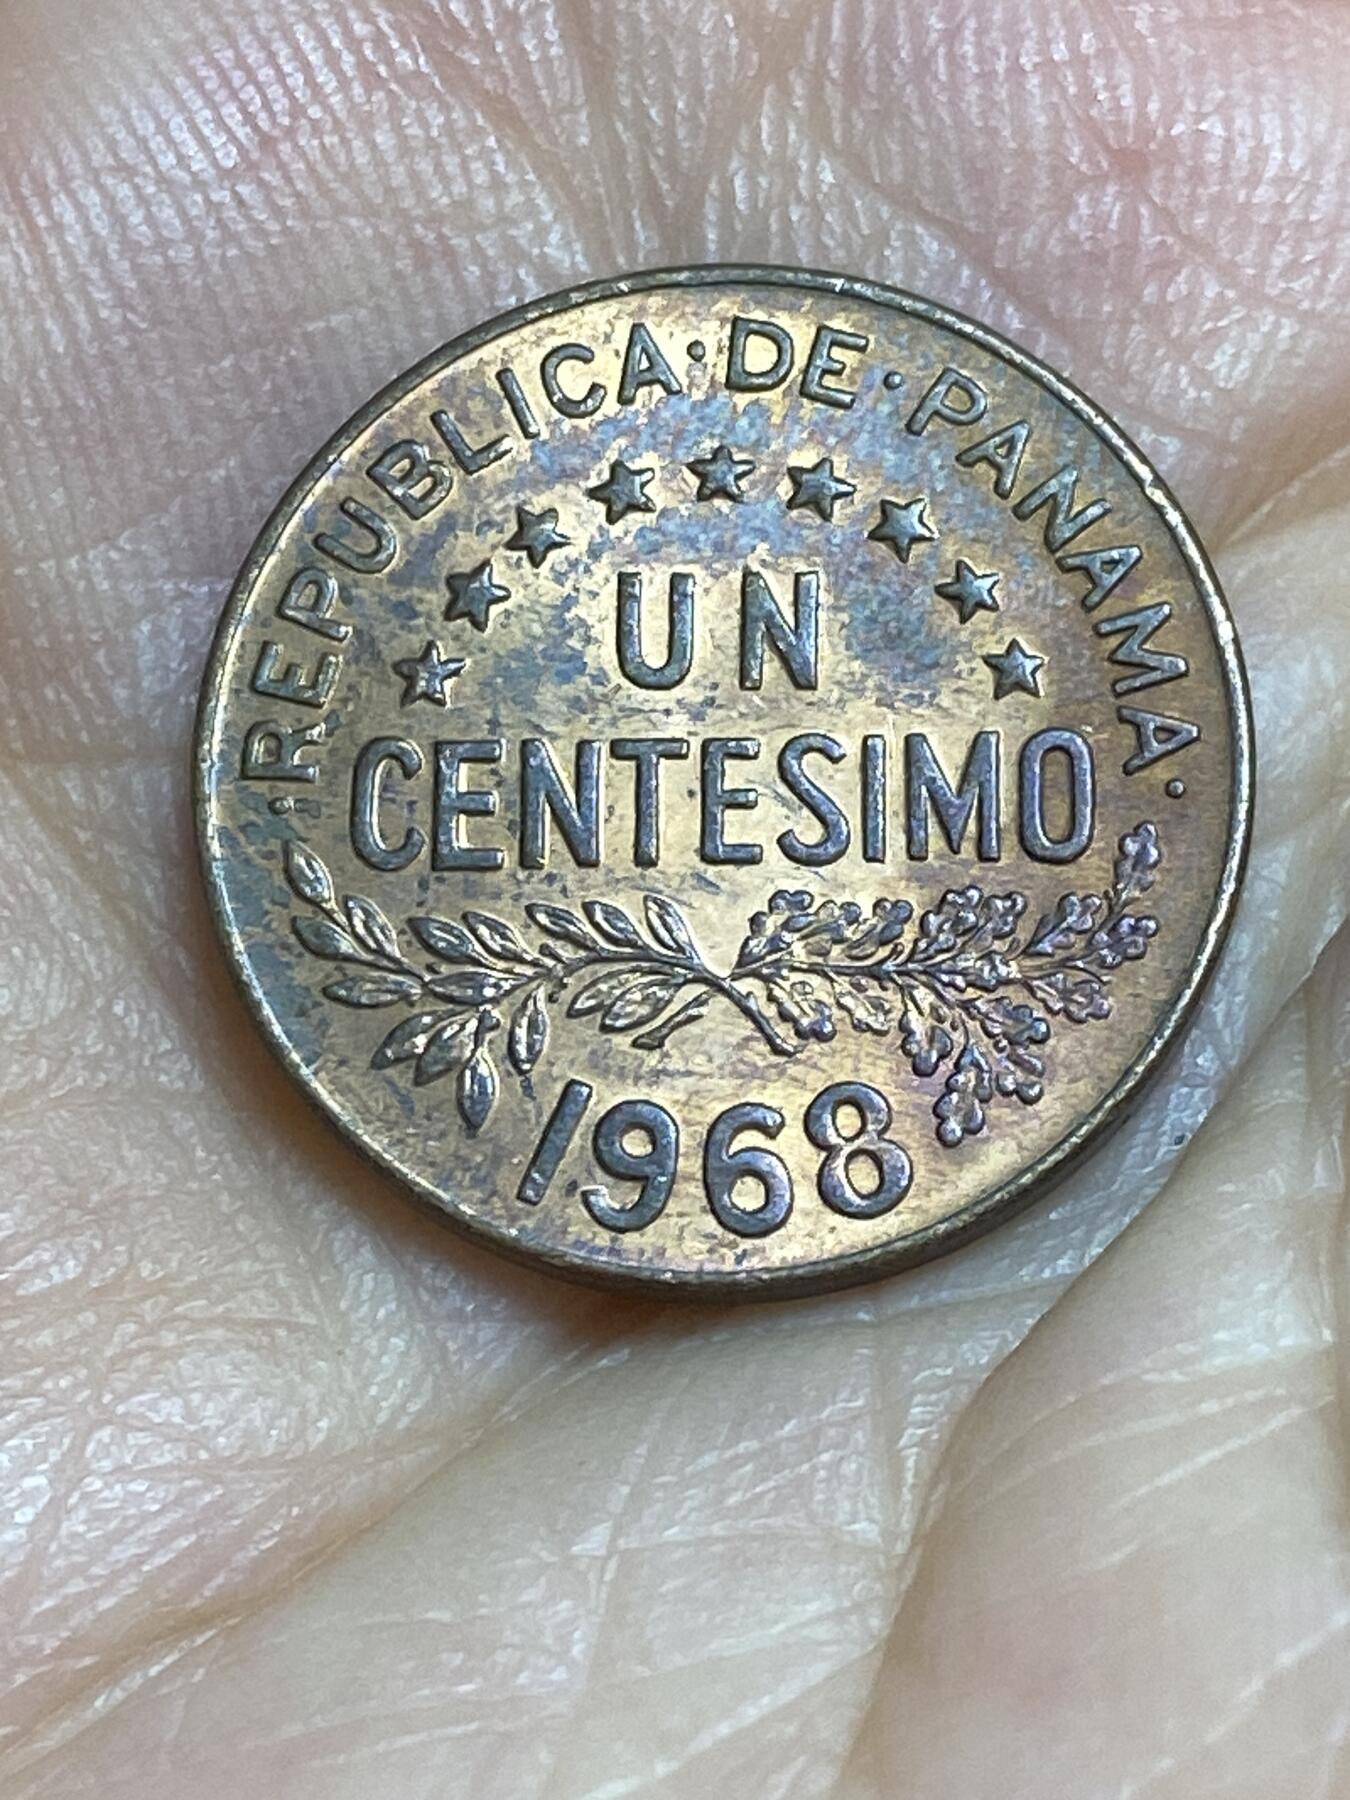 ·REPUBLICA·DE·PANAMA·
UN
CENTESIMO
1968